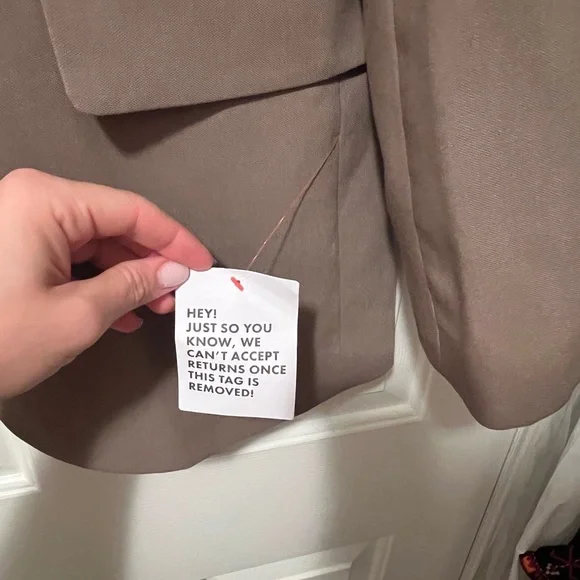 HEY!
JUST SO YOU
KNOW, WE
CAN'T ACCEPT
RETURNS ONCE
THIS TAG IS
REMOVED!